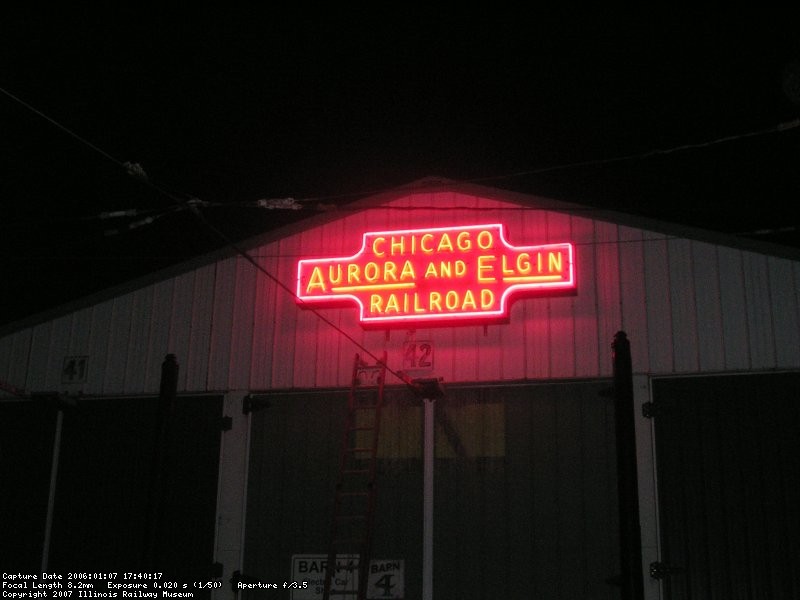 CHICAGO
AURORA AND ELGIN
RAILROAD
41
42
BARN 4
BARN
4
Capture Date 2006:01:07 17:40:17
Focal Length 8.2mm Exposure 0.020 s (1/50) Aperture f/3.5
Copyright 2007 Illinois Railway Museum